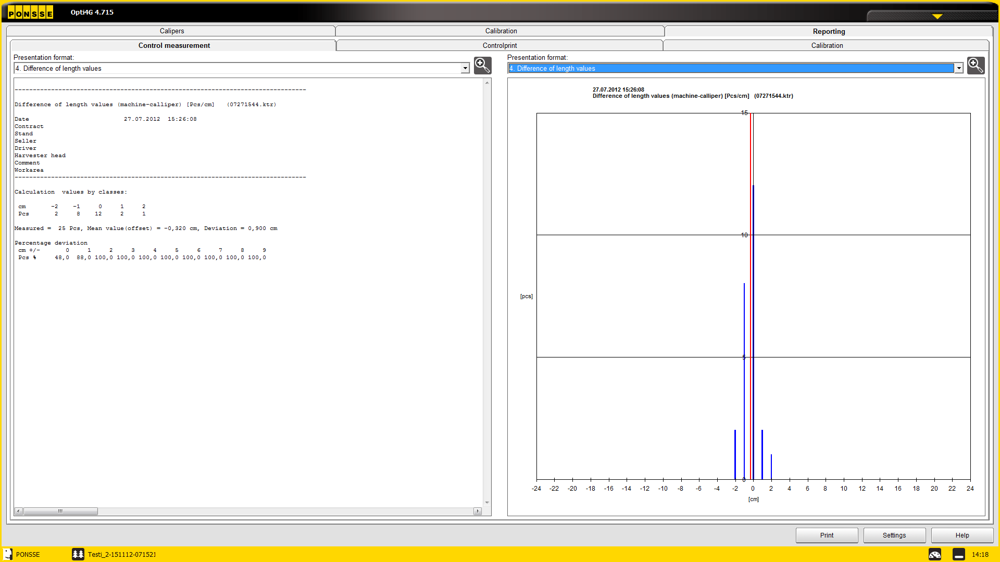 PONSSE
Opti4G 4.715
Calipers
Calibration
Reporting
Control measurement
Controlprint
Calibration
Presentation format:
4. Difference of length values
--------------------------------------------------------------------------------
Difference of length values (machine-calliper) [Pcs/cm]   (07271544.ktr)
Date                          27.07.2012  15:26:08
Contract
Stand
Seller
Driver
Harvester head
Comment
Workarea
--------------------------------------------------------------------------------
Calculation  values by classes:
cm       -2    -1     0     1     2
Pcs       2     8    12     2     1
Measured =  25 Pcs, Mean value(offset) = -0,320 cm, Deviation = 0,900 cm
Percentage deviation
cm +/-       0     1     2     3     4     5     6     7     8     9
Pcs %     48,0  88,0 100,0 100,0 100,0 100,0 100,0 100,0 100,0 100,0
Presentation format:
4. Difference of length values
27.07.2012 15:26:08
Difference of length values (machine-calliper) [Pcs/cm]   (07271544.ktr)
15
10
[pcs]
5
0
-24 -22 -20 -18 -16 -14 -12 -10 -8 -6 -4 -2 0 2 4 6 8 10 12 14 16 18 20 22 24
[cm]
Print
Settings
Help
PONSSE
Testi_2-151112-071521
14:18